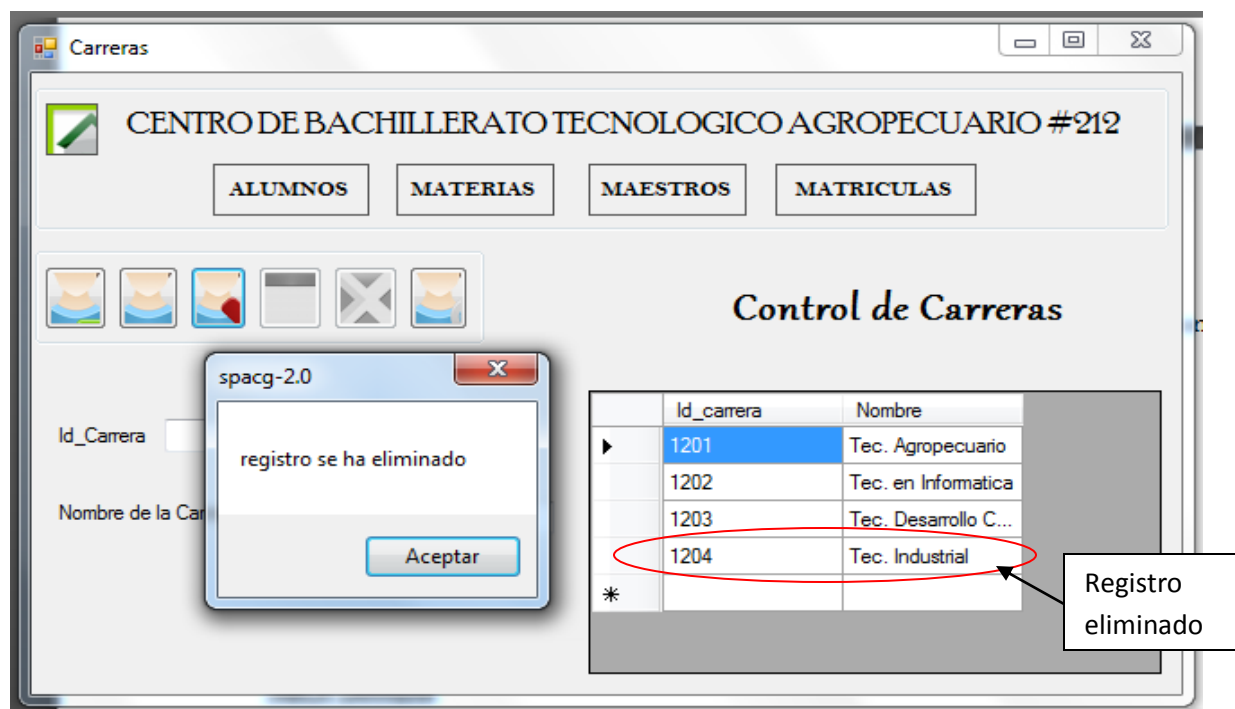 Carreras
CENTRO DE BACHILLERATO TECNOLOGICO AGROPECUARIO #212
ALUMNOS MATERIAS MAESTROS MATRICULAS
Control de Carreras
spacg-2.0
registro se ha eliminado
Aceptar
Id_Carrera
Nombre de la Car
Id_carrera Nombre
1201 Tec. Agropecuario
1202 Tec. en Informatica
1203 Tec. Desarrollo C...
1204 Tec. Industrial
Registro
eliminado